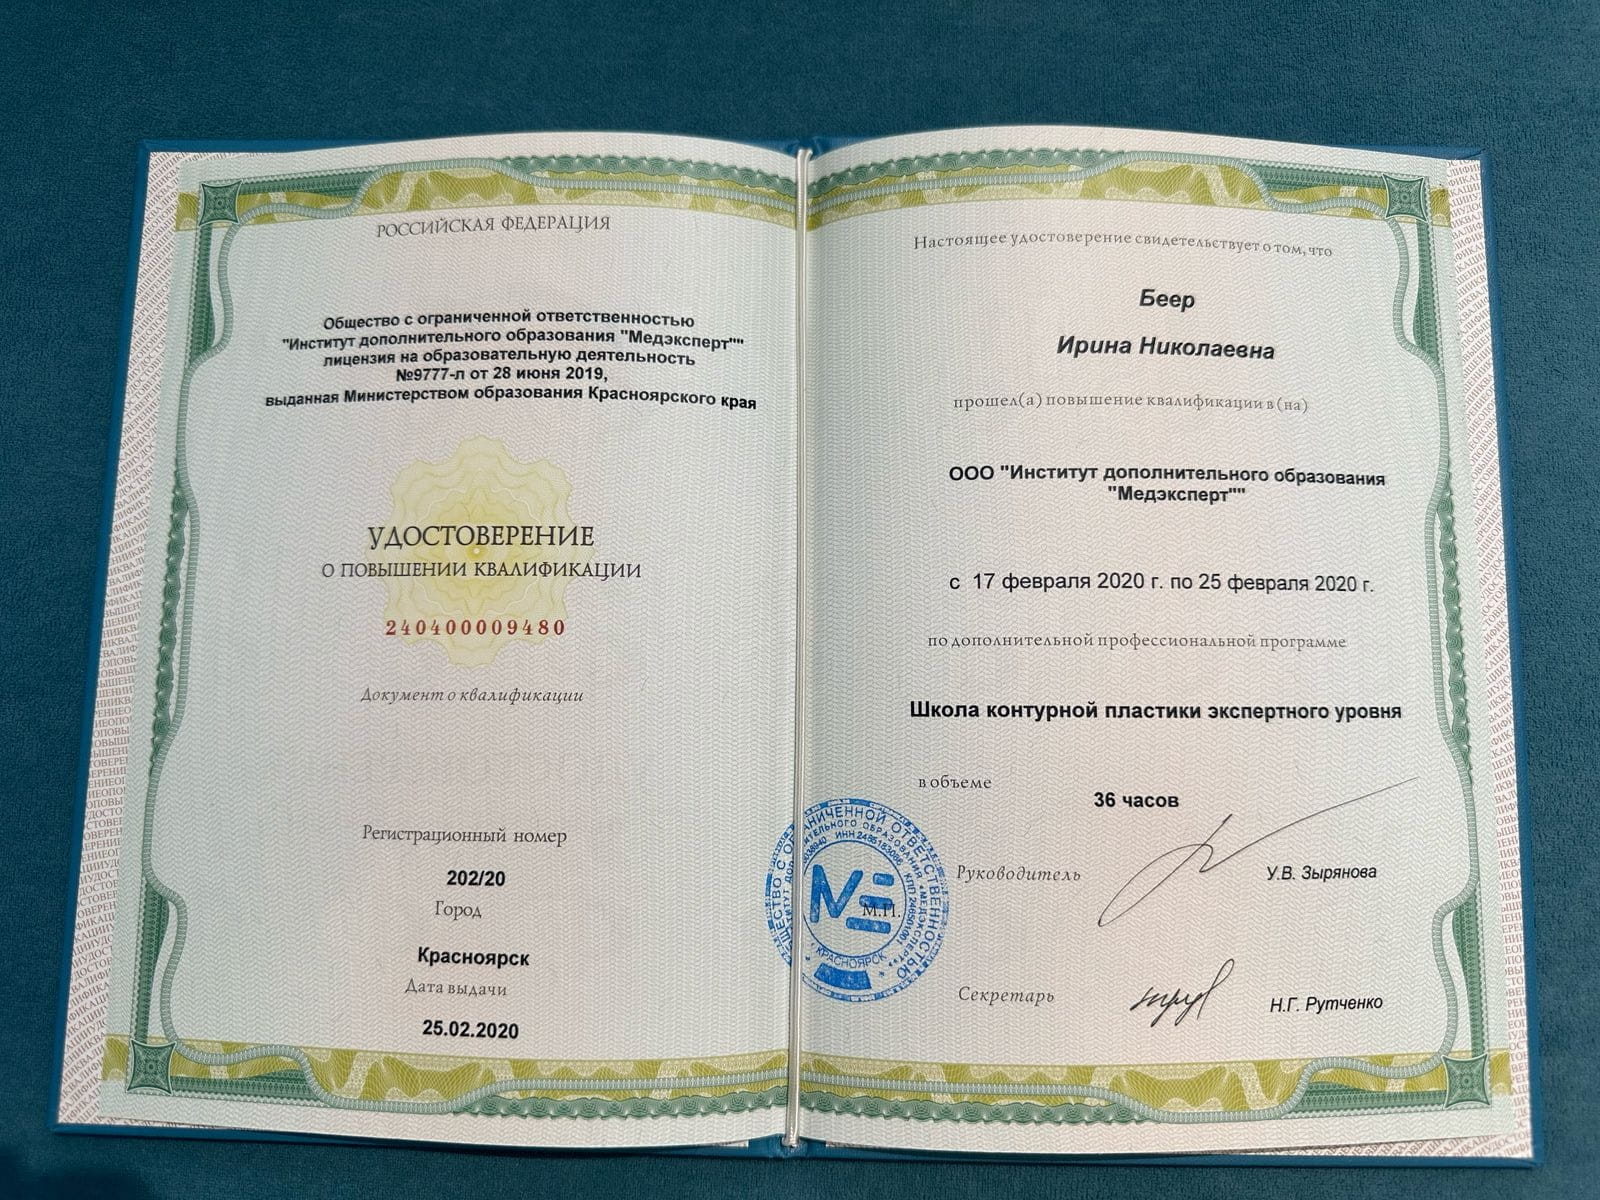 РОССИЙСКАЯ ФЕДЕРАЦИЯ
Общество с ограниченной ответственностью
"Институт дополнительного образования "Медэксперт""
лицензия на образовательную деятельность
№9777-л от 28 июня 2019,
выданная Министерством образования Красноярского края
УДОСТОВЕРЕНИЕ
О ПОВЫШЕНИИ КВАЛИФИКАЦИИ
240400009480
Документ о квалификации
Регистрационный номер
202/20
Город
Красноярск
Дата выдачи
25.02.2020
Настоящее удостоверение свидетельствует о том, что
Беер
Ирина Николаевна
прошел(а) повышение квалификации в (на)
ООО "Институт дополнительного образования
"Медэксперт""
с 17 февраля 2020 г. по 25 февраля 2020 г.
по дополнительной профессиональной программе
Школа контурной пластики экспертного уровня
в объеме
36 часов
Руководитель
У.В. Зырянова
М.П.
Секретарь
Н.Г. Рутченко
КРАСНОЯРСК